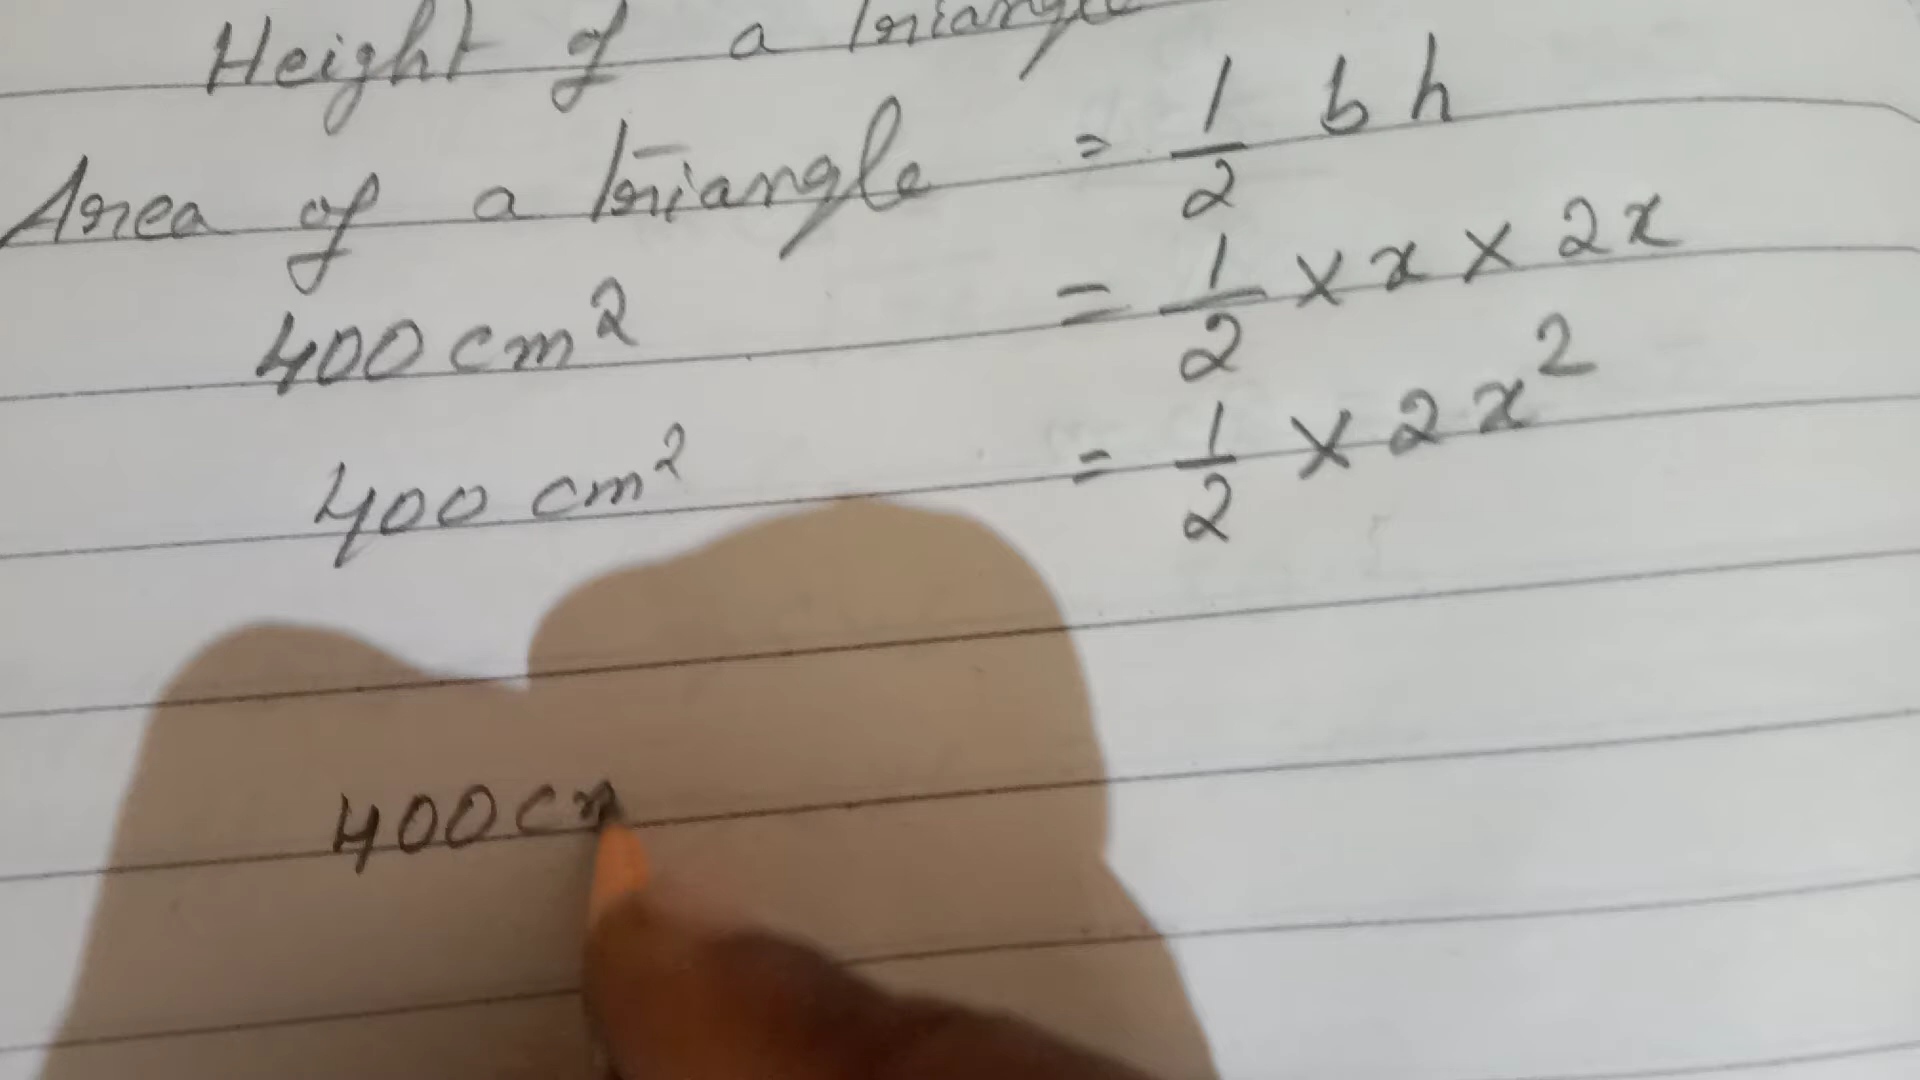 Height of a triangle
Area of a triangle = 1/2 b h
400 cm² = 1/2 × x × 2x
400 cm² = 1/2 × 2x²
400 c